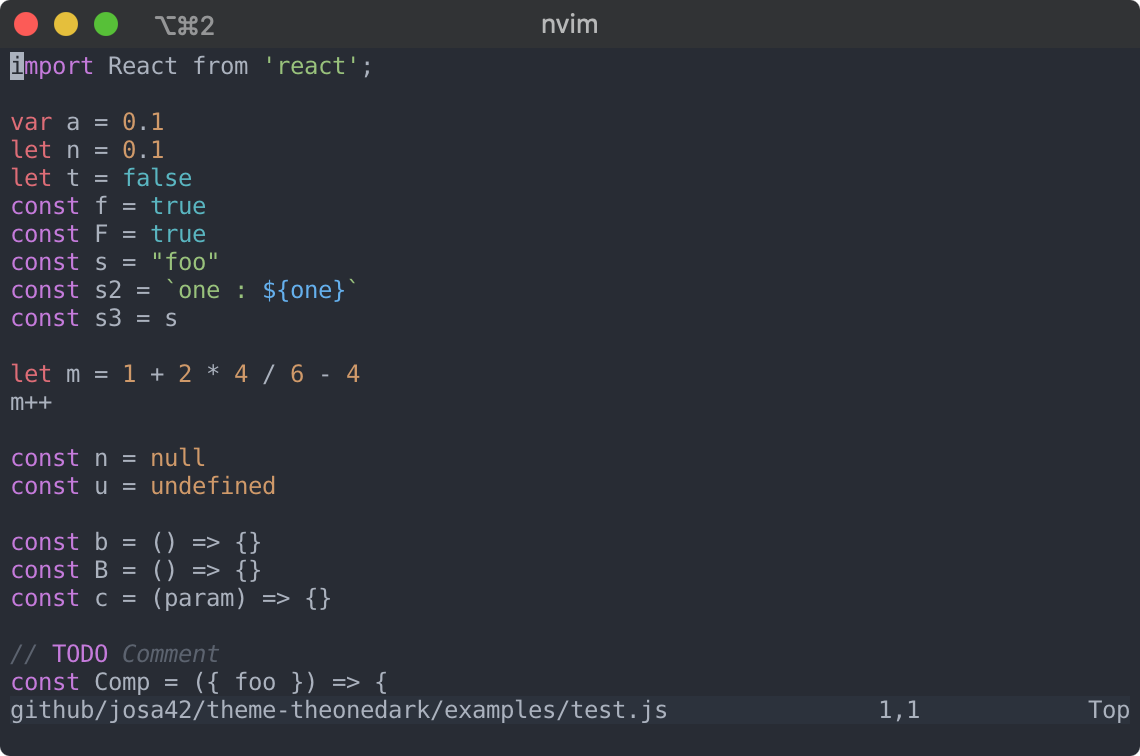 ⌥⌘2 nvim
import React from 'react';

var a = 0.1
let n = 0.1
let t = false
const f = true
const F = true
const s = "foo"
const s2 = `one : ${one}`
const s3 = s

let m = 1 + 2 * 4 / 6 - 4
m++

const n = null
const u = undefined

const b = () => {}
const B = () => {}
const c = (param) => {}

// TODO Comment
const Comp = ({ foo }) => {
github/josa42/theme-theonedark/examples/test.js 1,1 Top